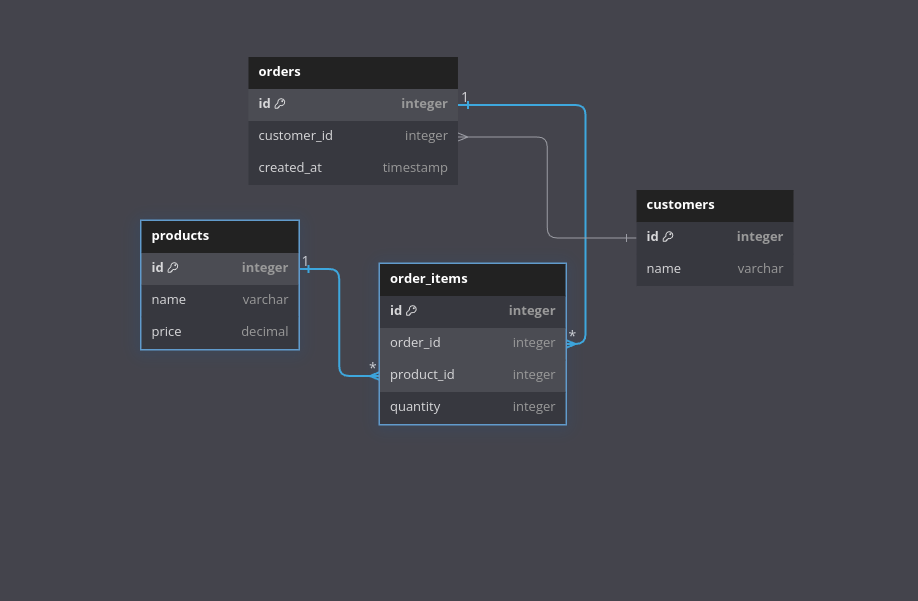 orders
id integer
customer_id integer
created_at timestamp
1
customers
id integer
name varchar
products
id integer
name varchar
price decimal
1
order_items
id integer
order_id integer
product_id integer
quantity integer
*
*